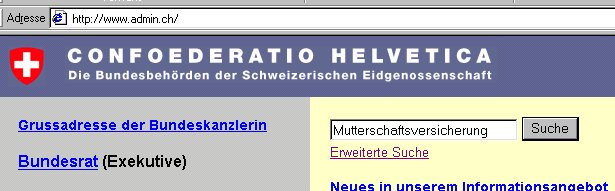 Adresse http://www.admin.ch/
CONFOEDERATIO HELVETICA
Die Bundesbehörden der Schweizerischen Eidgenossenschaft
Grussadresse der Bundeskanzlerin
Bundesrat (Exekutive)
Mutterschaftsversicherung Suche
Erweiterte Suche
Neues in unserem Informationsangebot